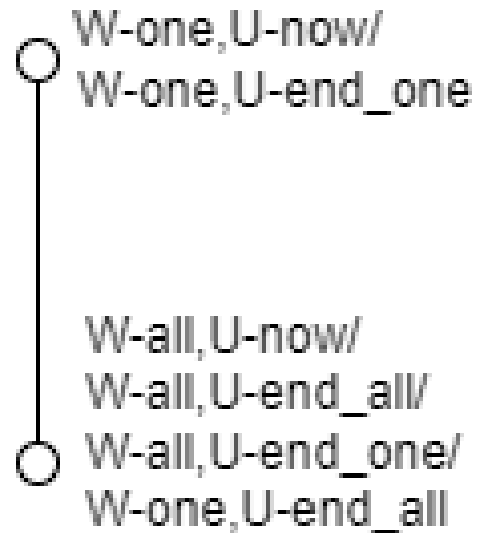 W-one,U-now/
W-one,U-end_one
W-all,U-now/
W-all,U-end_all/
W-all,U-end_one/
W-one,U-end_all